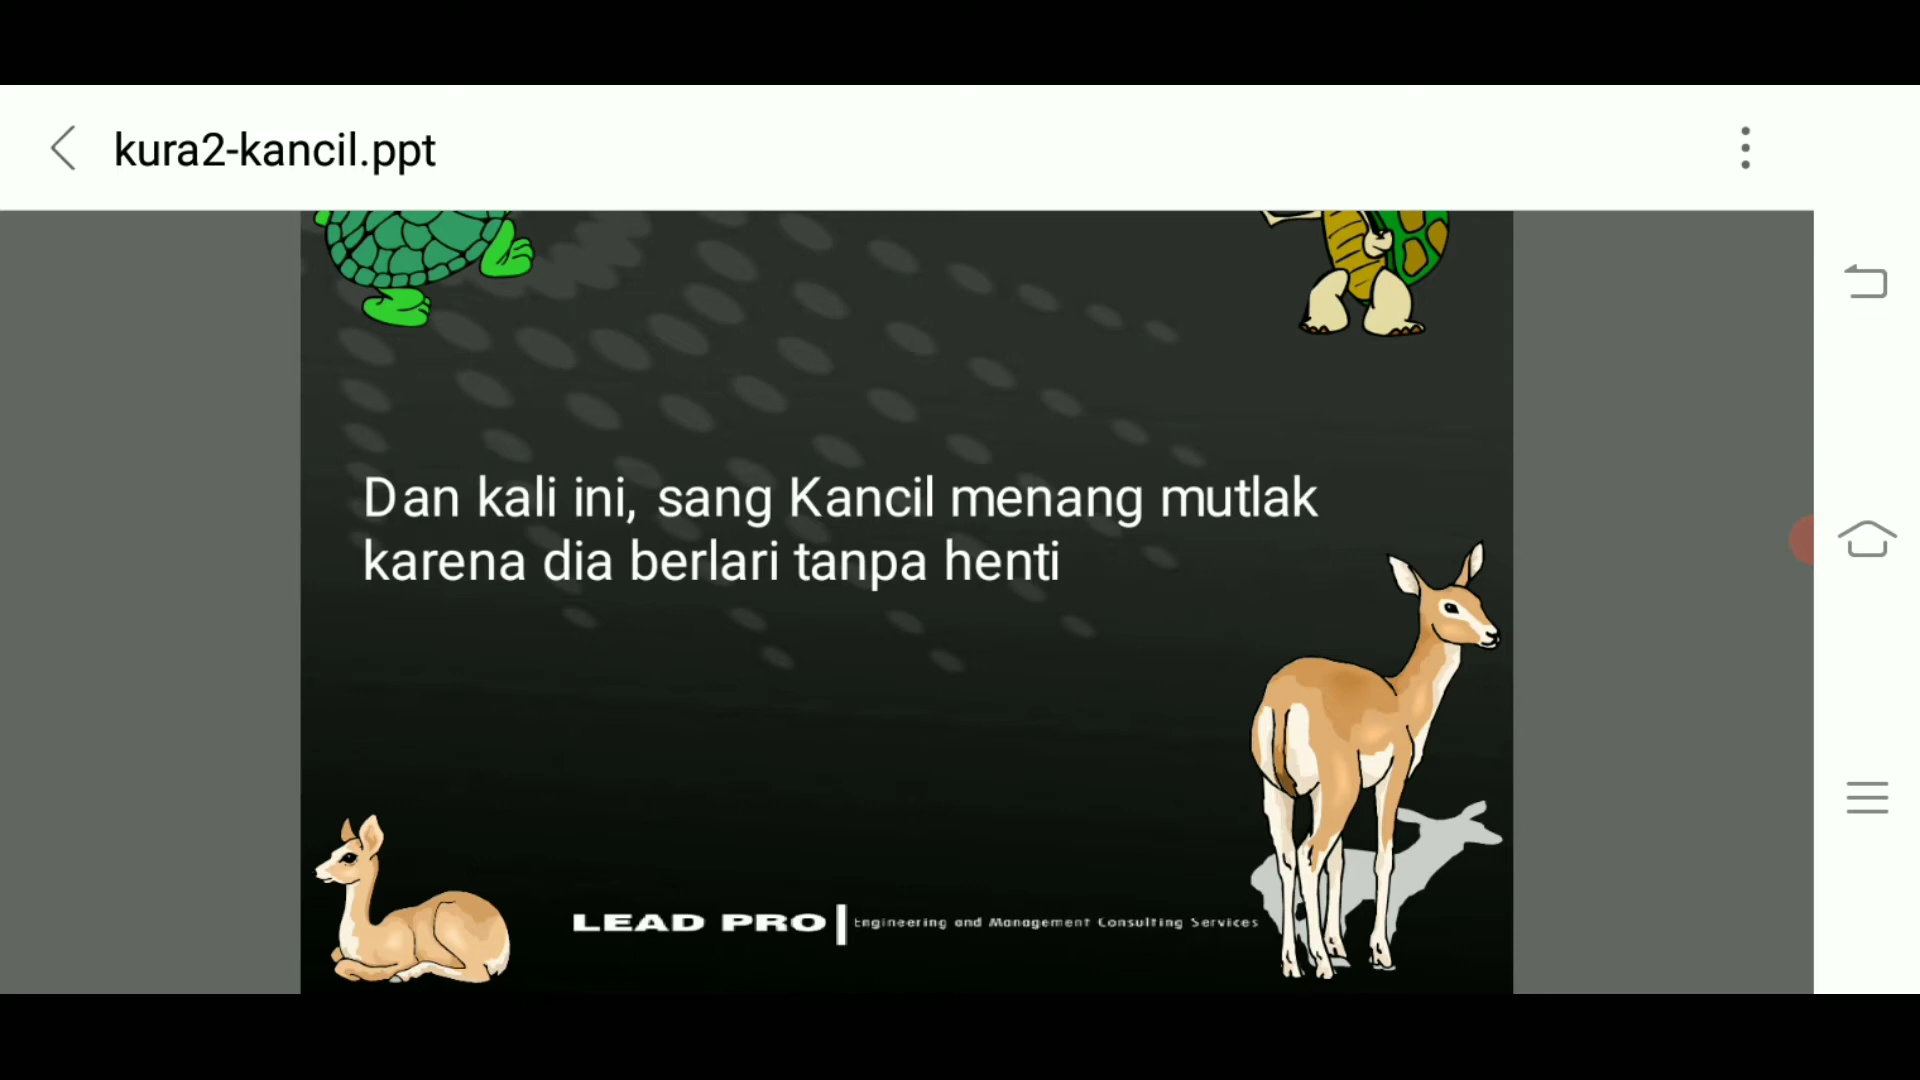 kura2-kancil.ppt
Dan kali ini, sang Kancil menang mutlak
karena dia berlari tanpa henti
LEAD PRO | Engineering and Management Consulting Services